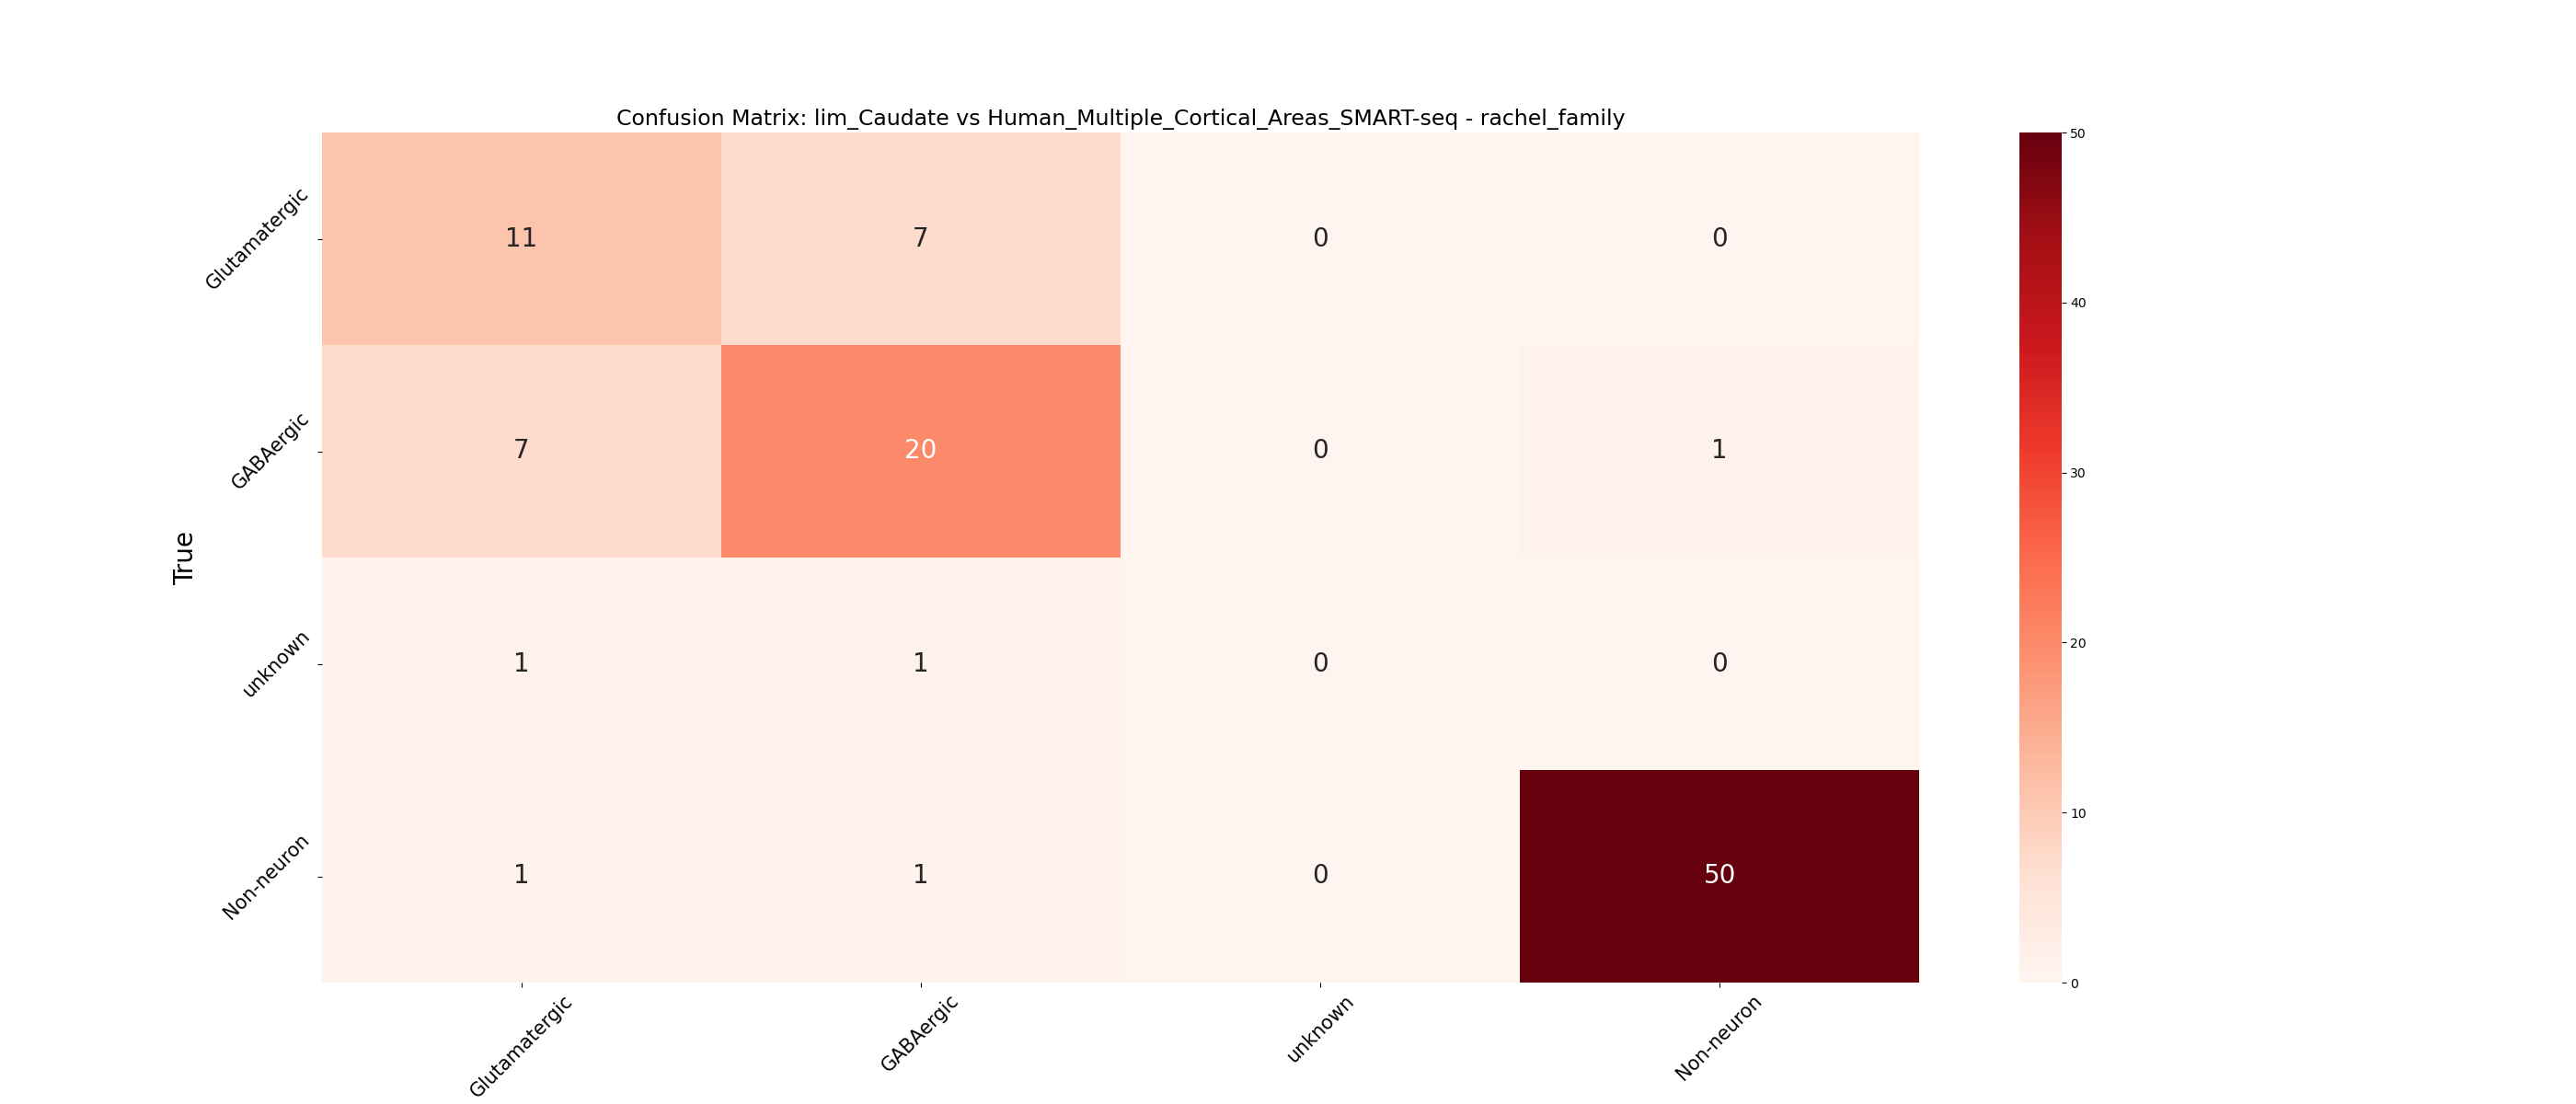 Confusion Matrix: lim_Caudate vs Human_Multiple_Cortical_Areas_SMART-seq - rachel_family
Glutamatergic
11
7
0
0
GABAergic
7
20
0
1
unknown
1
1
0
0
Non-neuron
1
1
0
50
True
Glutamatergic
GABAergic
unknown
Non-neuron
50
40
30
20
10
0